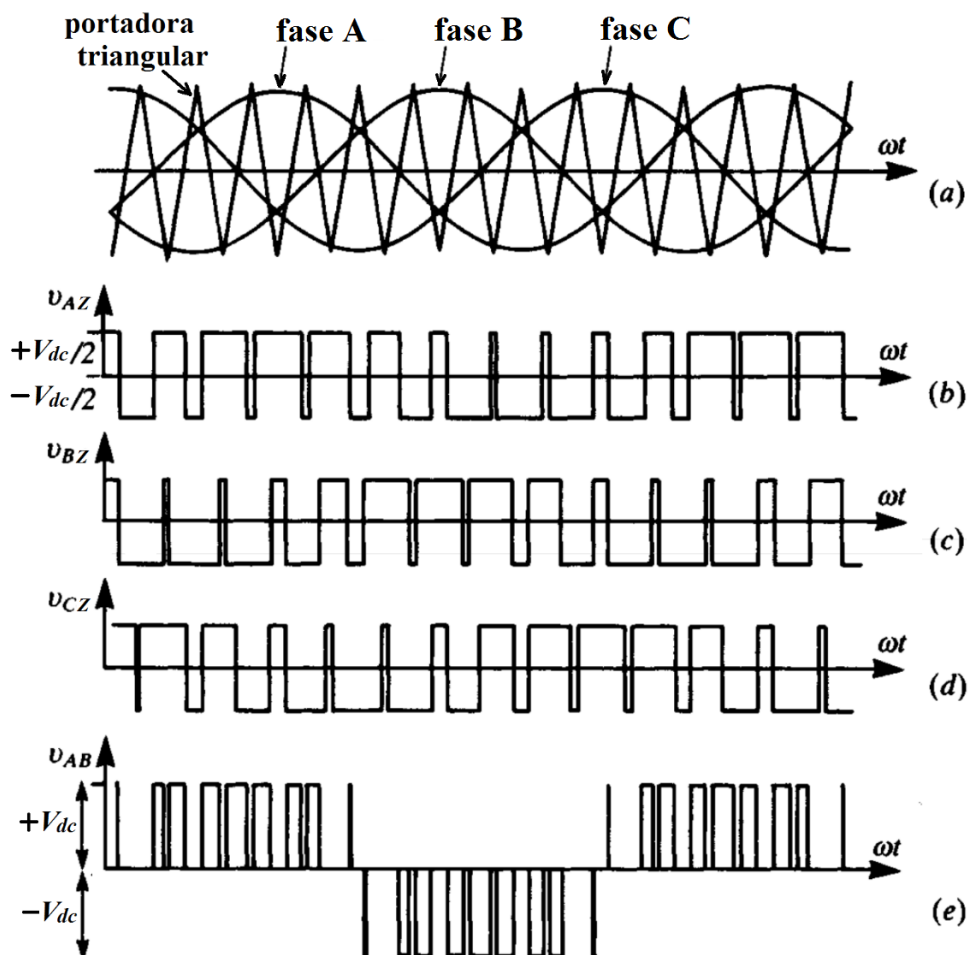 portadora
triangular
fase A
fase B
fase C
ωt
(a)
υAZ
+Vdc/2
−Vdc/2
ωt
(b)
υBZ
ωt
(c)
υCZ
ωt
(d)
υAB
+Vdc
−Vdc
ωt
(e)